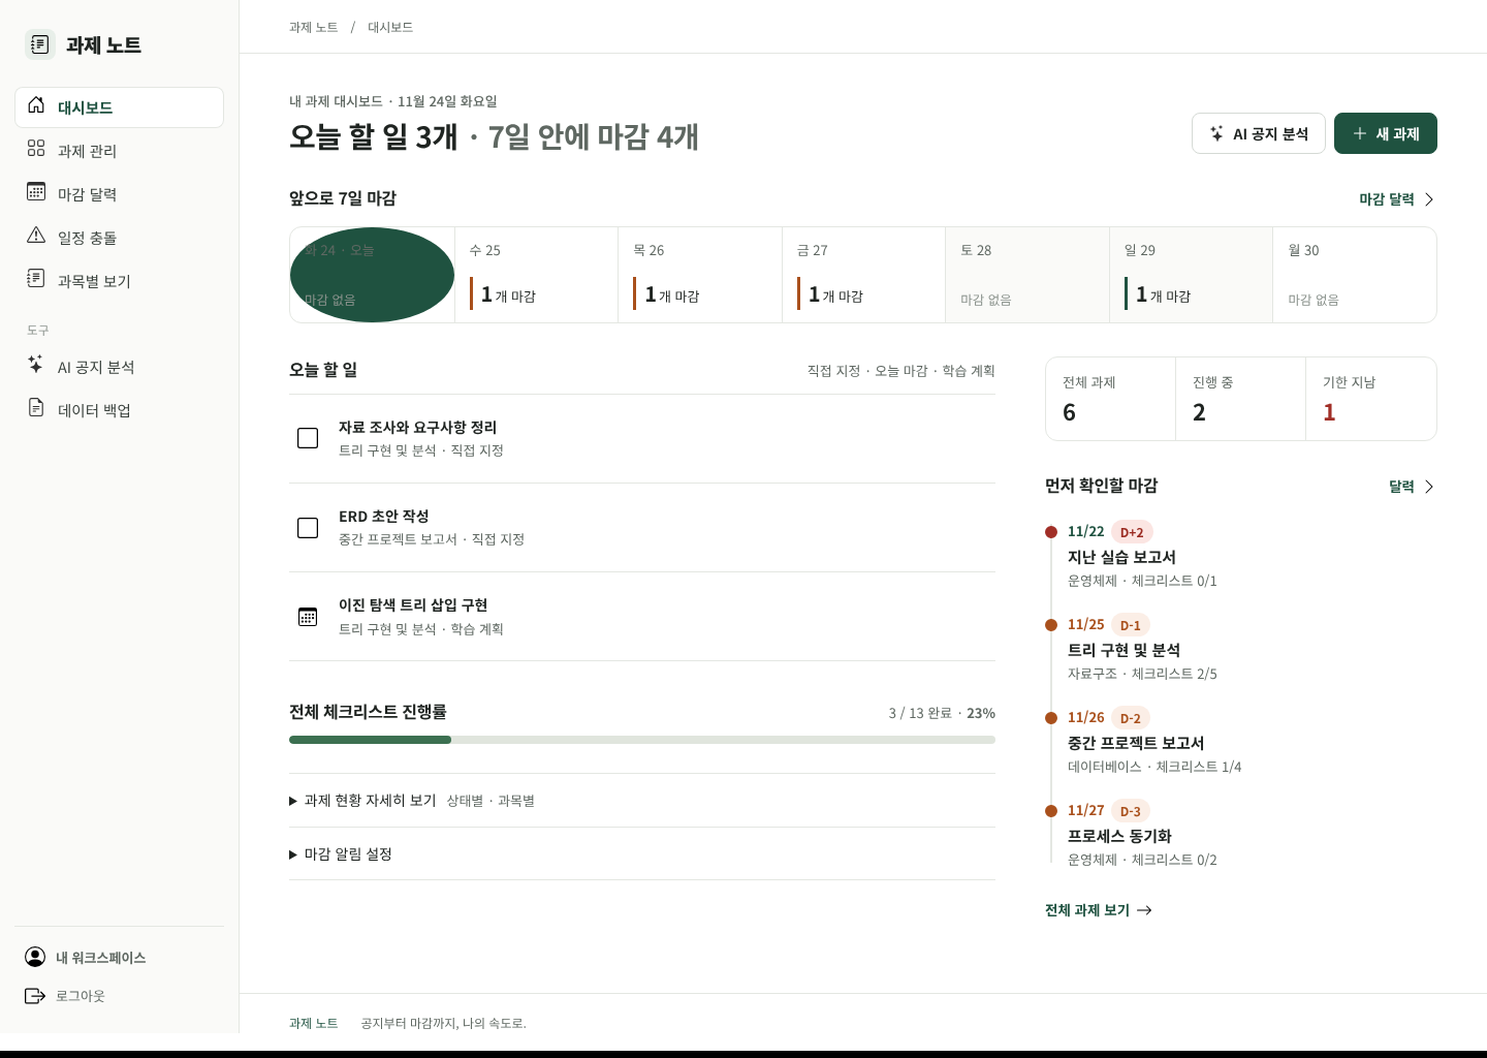 과제 노트
대시보드
과제 관리
마감 달력
일정 충돌
과목별 보기
도구
AI 공지 분석
데이터 백업
내 워크스페이스
로그아웃
과제 노트 / 대시보드
내 과제 대시보드 · 11월 24일 화요일
오늘 할 일 3개 · 7일 안에 마감 4개
AI 공지 분석
새 과제
앞으로 7일 마감
마감 달력
화 24 · 오늘
마감 없음
수 25
1개 마감
목 26
1개 마감
금 27
1개 마감
토 28
마감 없음
일 29
1개 마감
월 30
마감 없음
오늘 할 일
직접 지정 · 오늘 마감 · 학습 계획
자료 조사와 요구사항 정리
트리 구현 및 분석 · 직접 지정
ERD 초안 작성
중간 프로젝트 보고서 · 직접 지정
이진 탐색 트리 삽입 구현
트리 구현 및 분석 · 학습 계획
전체 체크리스트 진행률
3 / 13 완료 · 23%
과제 현황 자세히 보기 상태별 · 과목별
마감 알림 설정
전체 과제
6
진행 중
2
기한 지남
1
먼저 확인할 마감
달력
11/22 D+2
지난 실습 보고서
운영체제 · 체크리스트 0/1
11/25 D-1
트리 구현 및 분석
자료구조 · 체크리스트 2/5
11/26 D-2
중간 프로젝트 보고서
데이터베이스 · 체크리스트 1/4
11/27 D-3
프로세스 동기화
운영체제 · 체크리스트 0/2
전체 과제 보기
과제 노트 공지부터 마감까지, 나의 속도로.